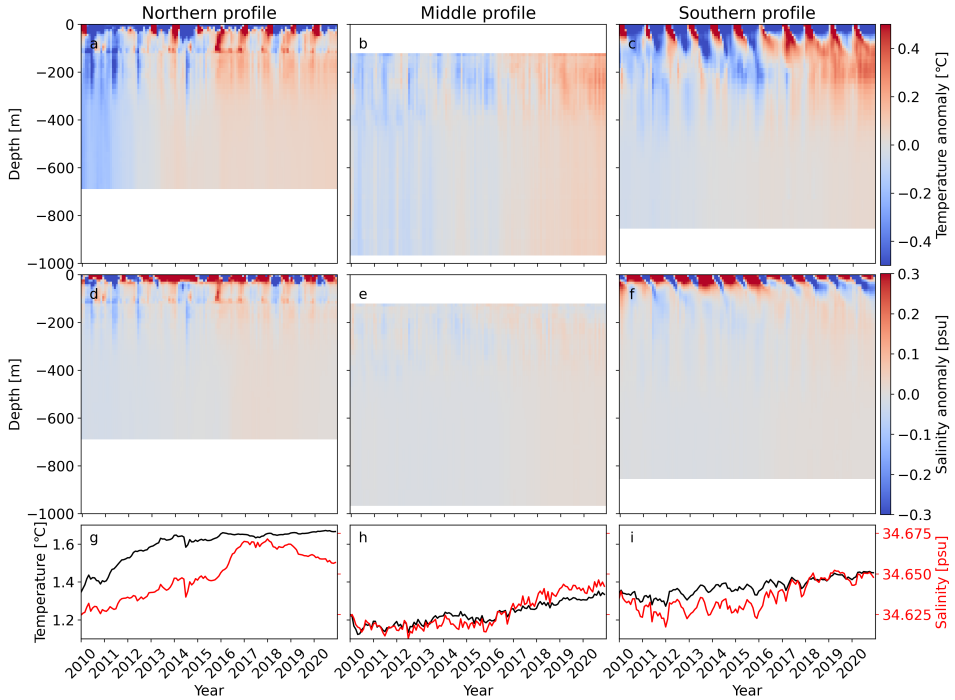 Northern profile Middle profile Southern profile
0
−200
−400
−600
−800
−1000
Depth [m]
a
b
c
0.4
0.2
0.0
−0.2
−0.4
Temperature anomaly [°C]
0
−200
−400
−600
−800
−1000
Depth [m]
d
e
f
0.3
0.2
0.1
0.0
−0.1
−0.2
−0.3
Salinity anomaly [psu]
1.6
1.4
1.2
Temperature [°C]
g
h
i
34.675
34.650
34.625
Salinity [psu]
2010 2011 2012 2013 2014 2015 2016 2017 2018 2019 2020
2010 2011 2012 2013 2014 2015 2016 2017 2018 2019 2020
2010 2011 2012 2013 2014 2015 2016 2017 2018 2019 2020
Year Year Year